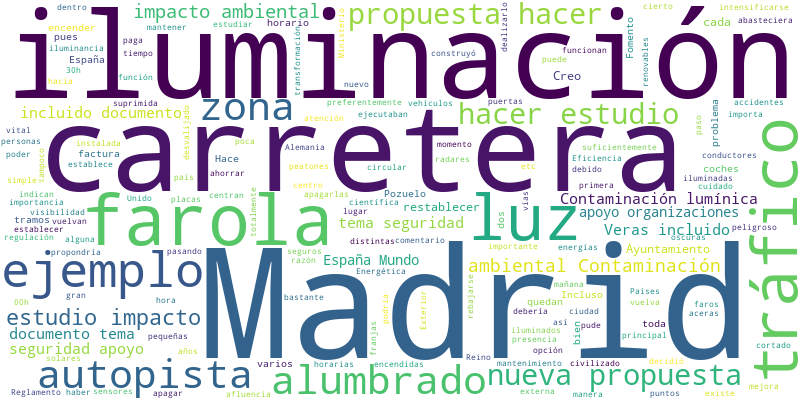 dentro
encender
impacto ambiental
propuesta hacer
cierto
intensificarse
mantener
estudiar
horario
cada
abasteciera
pues
iluminancia
España
paga
tiempo
30h
función
hacia
iluminación
transformación
Ministerio
construyó
dealizarlo
funcionan
puede
Fomento
renovables
nuevo
Creo
suprimida
preferentemente
vehículos
puertas
accidentes
incluido documento
zona
ejecutaban
hacer estudio
problema
importa
vital
personas
poder
instalada
desvalijado
poca
atención
carretera
momento
radares
paso
suficientemente
conductores
factura
Hace
Alemania
peatones
etc
Eficiencia
tampoco
establece
ahorrar
circular
debido
iluminadas
simple
país
centro
primera
coches
cuidado
indican
placas
centran
apagarlas
Pozuelo
vías
Contaminación lumínica
importancia
Unido
científica
restablecer
tramos
visibilidad
vuelvan
farola
totalmente
lugar
tema seguridad
luz
dos
apoyo organizaciones
establecer
alguna
distintas
comentario
Veras incluido
peligroso
regulación
pasando
seguros
importante
energías
oscuras
Ayuntamiento
propondría
razón
España Mundo
ambiental Contaminación
tráfico
ejemplo
Energética
rebajarse
00h
gran
hora
bastante
podría
Exterior
Madrid
mañana
Incluso
Países
faros
quedan
vuelva
aceras
estudio impacto
debería
ciudad
documento tema
pequeñas
franjas
iluminados
así
pude
toda
bien
principal
cortado
seguridad apoyo
varios
presencia
opción
civilizado
decidió
solares
años
autopista
horarias
encendidas
Reino
mantenimiento
mejora
Reglamento
haber
sensores
apagar
afluencia
alumbrado
nueva propuesta
externa
manera
puntos
existe